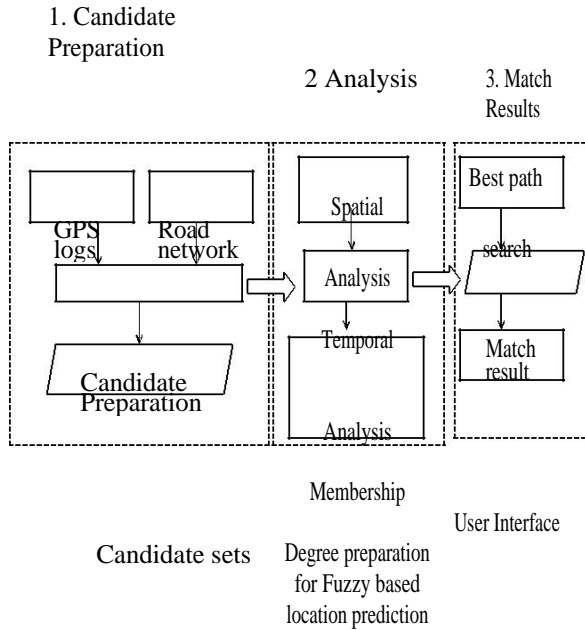 1. Candidate
Preparation
2 Analysis
3. Match
Results
GPS
logs
Road
network
Candidate
Preparation
Candidate sets
Spatial
Analysis
Temporal
Analysis
Membership
Degree preparation
for Fuzzy based
location prediction
Best path
search
Match
result
User Interface